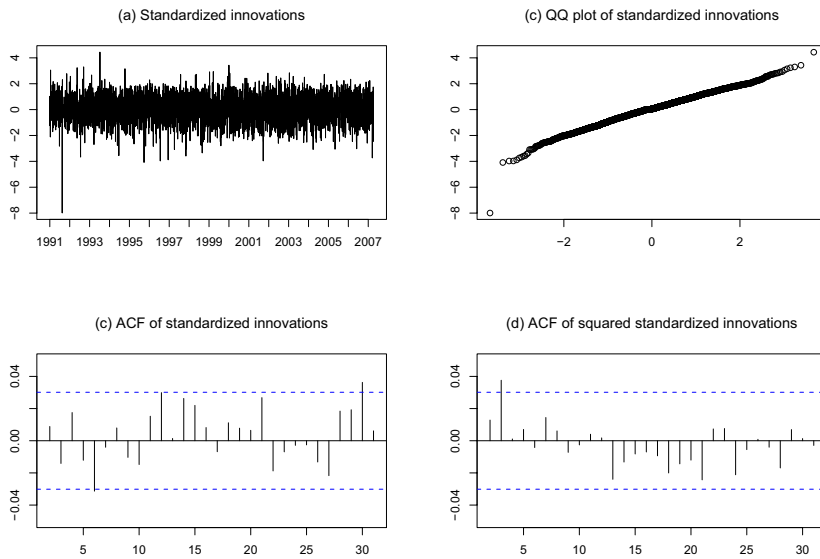 (a) Standardized innovations
4
2
0
−2
−4
−6
−8
1991 1993 1995 1997 1999 2001 2003 2005 2007
(c) QQ plot of standardized innovations
4
2
0
−2
−4
−6
−8
−2 0 2
(c) ACF of standardized innovations
0.04
0.00
−0.04
5 10 15 20 25 30
(d) ACF of squared standardized innovations
0.04
0.00
−0.04
5 10 15 20 25 30